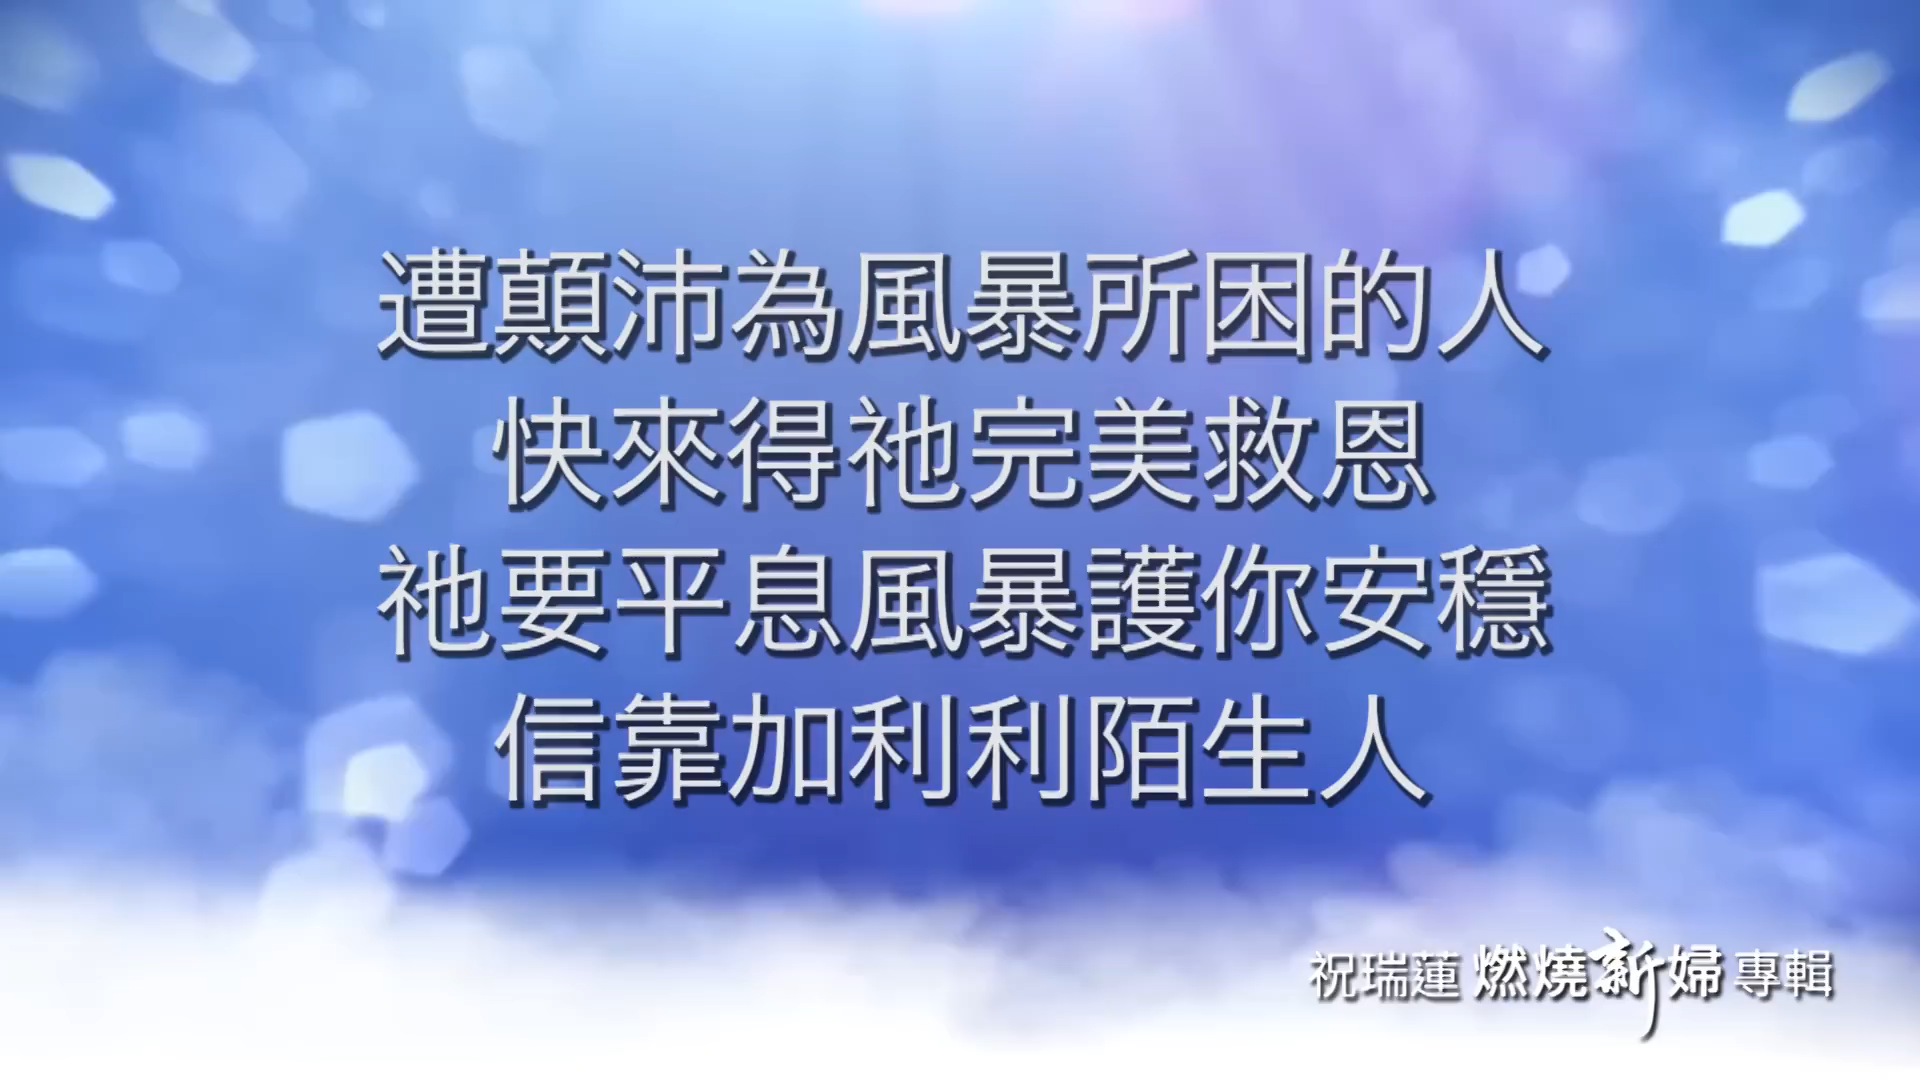 遭顛沛為風暴所困的人
快來得祂完美救恩
祂要平息風暴護你安穩
信靠加利利陌生人
祝瑞蓮 燃燒新婦 專輯